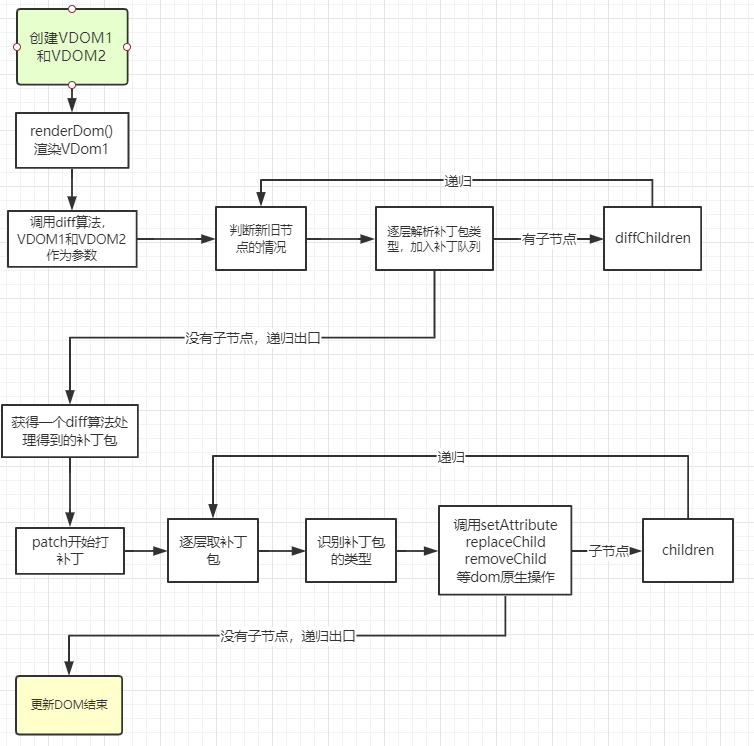 创建VDOM1
和VDOM2
renderDom()
渲染VDom1
递归
调用diff算法，
VDOM1和VDOM2
作为参数
判断新旧节
点的情况
逐层解析补丁包类
型，加入补丁队列
有子节点
diffChildren
没有子节点，递归出口
获得一个diff算法处
理得到的补丁包
递归
patch开始打
补丁
逐层取补丁
包
识别补丁包
的类型
调用setAttribute
replaceChild
removeChild
等dom原生操作
子节点
children
没有子节点，递归出口
更新DOM结束